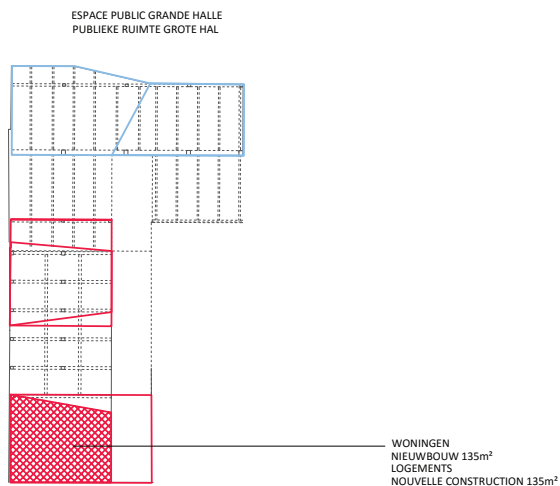 ESPACE PUBLIC GRANDE HALLE
PUBLIEKE RUIMTE GROTE HAL
WONINGEN
NIEUWBOUW 135m²
LOGEMENTS
NOUVELLE CONSTRUCTION 135m²